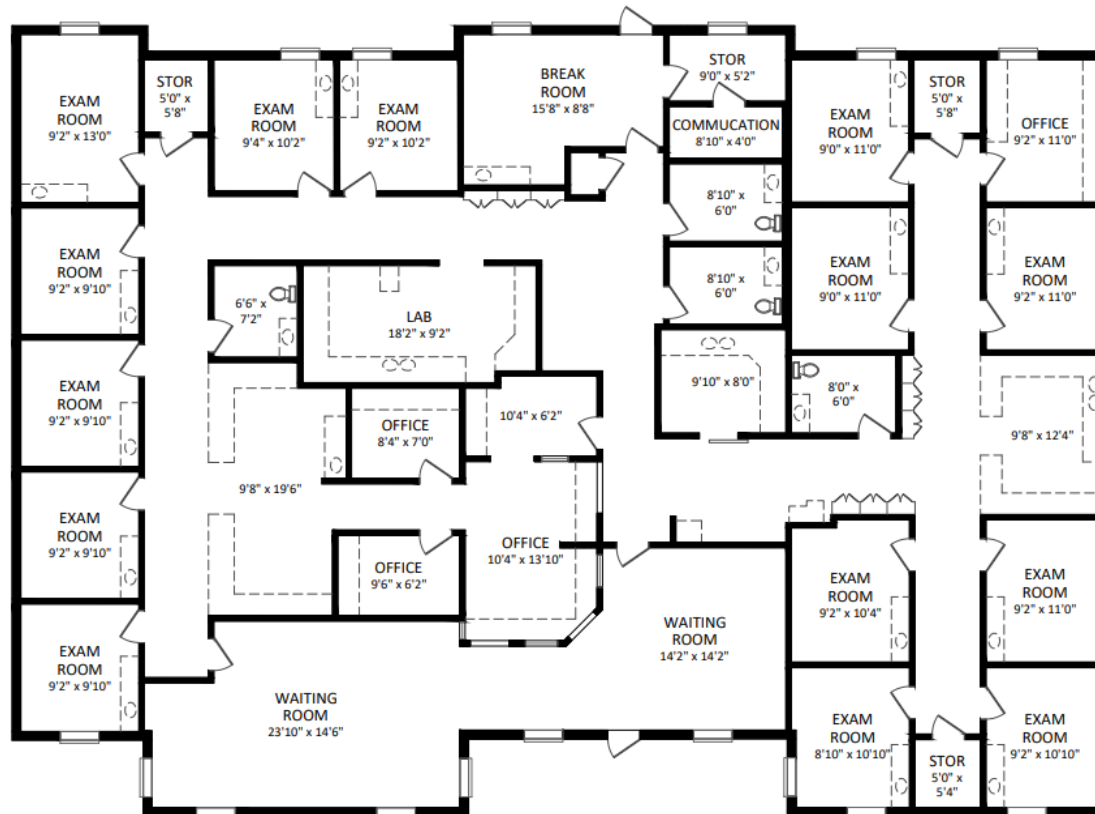 EXAM
ROOM
9'2" x 13'0"
STOR
5'0" x
5'8"
EXAM
ROOM
9'4" x 10'2"
EXAM
ROOM
9'2" x 10'2"
BREAK
ROOM
15'8" x 8'8"
STOR
9'0" x 5'2"
COMMUCATION
8'10" x 4'0"
EXAM
ROOM
9'0" x 11'0"
STOR
5'0" x
5'8"
OFFICE
9'2" x 11'0"
8'10" x
6'0"
EXAM
ROOM
9'2" x 9'10"
6'6" x
7'2"
LAB
18'2" x 9'2"
8'10" x
6'0"
EXAM
ROOM
9'0" x 11'0"
EXAM
ROOM
9'2" x 11'0"
EXAM
ROOM
9'2" x 9'10"
OFFICE
8'4" x 7'0"
10'4" x 6'2"
9'10" x 8'0"
8'0" x
6'0"
9'8" x 12'4"
9'8" x 19'6"
EXAM
ROOM
9'2" x 9'10"
OFFICE
10'4" x 13'10"
OFFICE
9'6" x 6'2"
EXAM
ROOM
9'2" x 10'4"
EXAM
ROOM
9'2" x 11'0"
EXAM
ROOM
9'2" x 9'10"
WAITING
ROOM
14'2" x 14'2"
WAITING
ROOM
23'10" x 14'6"
EXAM
ROOM
8'10" x 10'10"
STOR
5'0" x
5'4"
EXAM
ROOM
9'2" x 10'10"